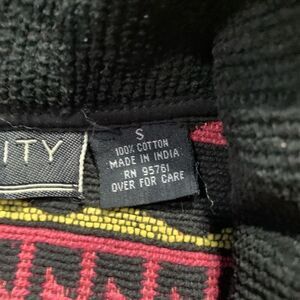 ITY
S
100% COTTON
MADE IN INDIA
RN 95761
OVER FOR CARE